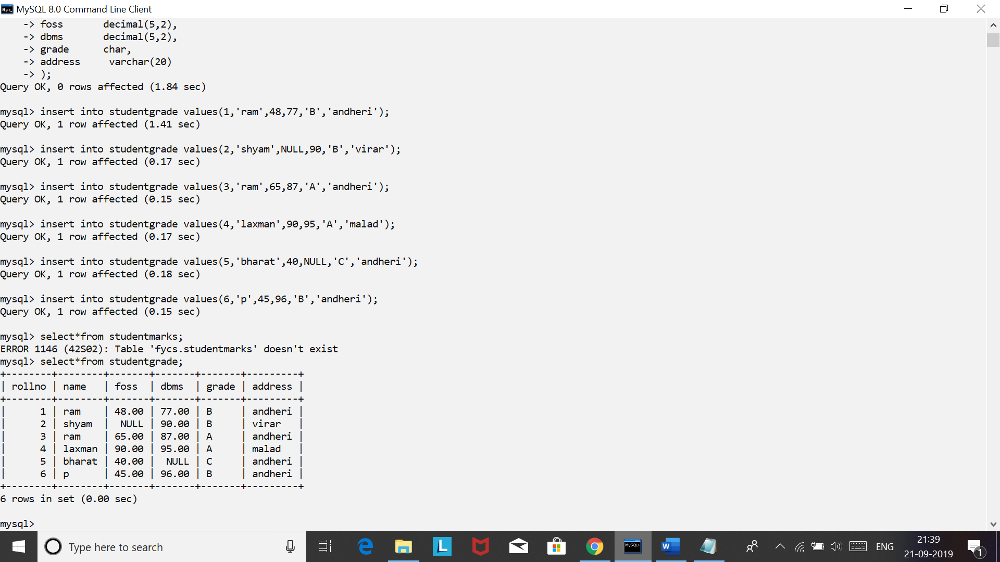 MySQL 8.0 Command Line Client
    -> foss       decimal(5,2),
    -> dbms       decimal(5,2),
    -> grade      char,
    -> address     varchar(20)
    -> );
Query OK, 0 rows affected (1.84 sec)
mysql> insert into studentgrade values(1,'ram',48,77,'B','andheri');
Query OK, 1 row affected (1.41 sec)
mysql> insert into studentgrade values(2,'shyam',NULL,90,'B','virar');
Query OK, 1 row affected (0.17 sec)
mysql> insert into studentgrade values(3,'ram',65,87,'A','andheri');
Query OK, 1 row affected (0.15 sec)
mysql> insert into studentgrade values(4,'laxman',90,95,'A','malad');
Query OK, 1 row affected (0.17 sec)
mysql> insert into studentgrade values(5,'bharat',40,NULL,'C','andheri');
Query OK, 1 row affected (0.18 sec)
mysql> insert into studentgrade values(6,'p',45,96,'B','andheri');
Query OK, 1 row affected (0.15 sec)
mysql> select*from studentmarks;
ERROR 1146 (42S02): Table 'fycs.studentmarks' doesn't exist
mysql> select*from studentgrade;
+--------+--------+-------+-------+-------+---------+
| rollno | name   | foss  | dbms  | grade | address |
+--------+--------+-------+-------+-------+---------+
|      1 | ram    | 48.00 | 77.00 | B     | andheri |
|      2 | shyam  |  NULL | 90.00 | B     | virar   |
|      3 | ram    | 65.00 | 87.00 | A     | andheri |
|      4 | laxman | 90.00 | 95.00 | A     | malad   |
|      5 | bharat | 40.00 |  NULL | C     | andheri |
|      6 | p      | 45.00 | 96.00 | B     | andheri |
+--------+--------+-------+-------+-------+---------+
6 rows in set (0.00 sec)
mysql>
Type here to search
L
MySQL
W
ENG
21:39
21-09-2019
1